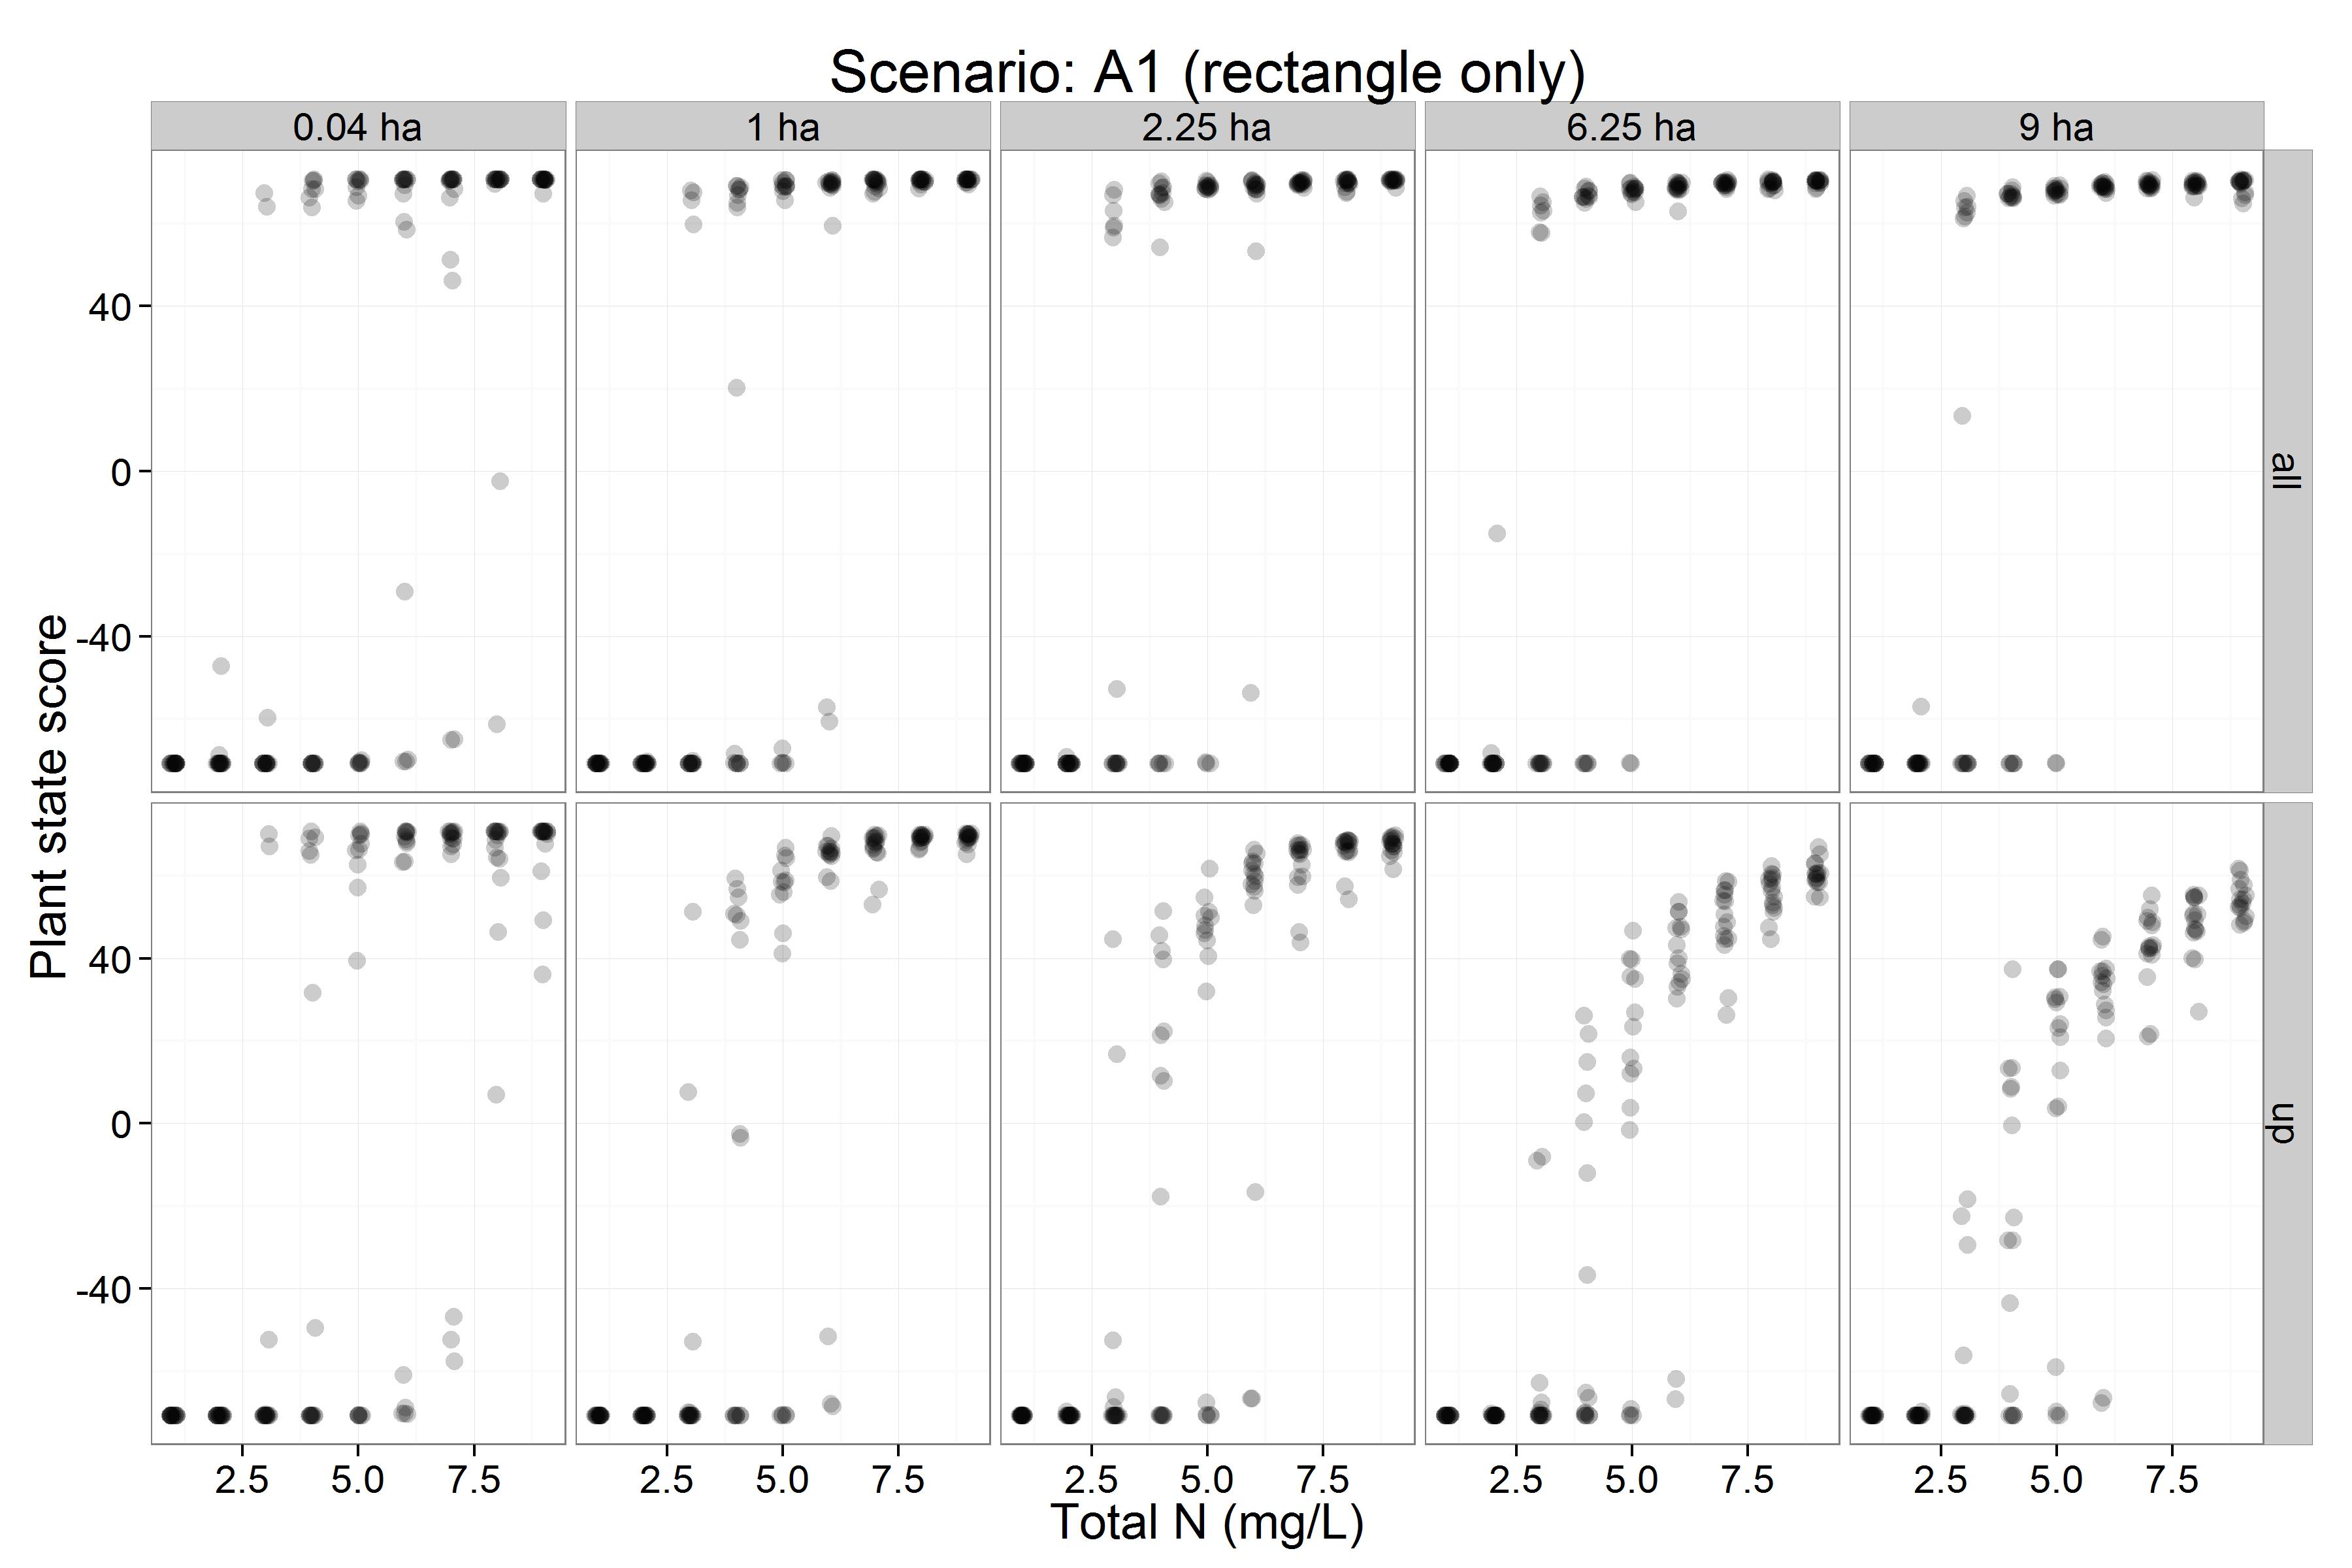 Scenario: A1 (rectangle only)
0.04 ha 1 ha 2.25 ha 6.25 ha 9 ha
40
0
-40
all
40
0
-40
up
Plant state score
2.5 5.0 7.5 2.5 5.0 7.5 2.5 5.0 7.5 2.5 5.0 7.5 2.5 5.0 7.5
Total N (mg/L)